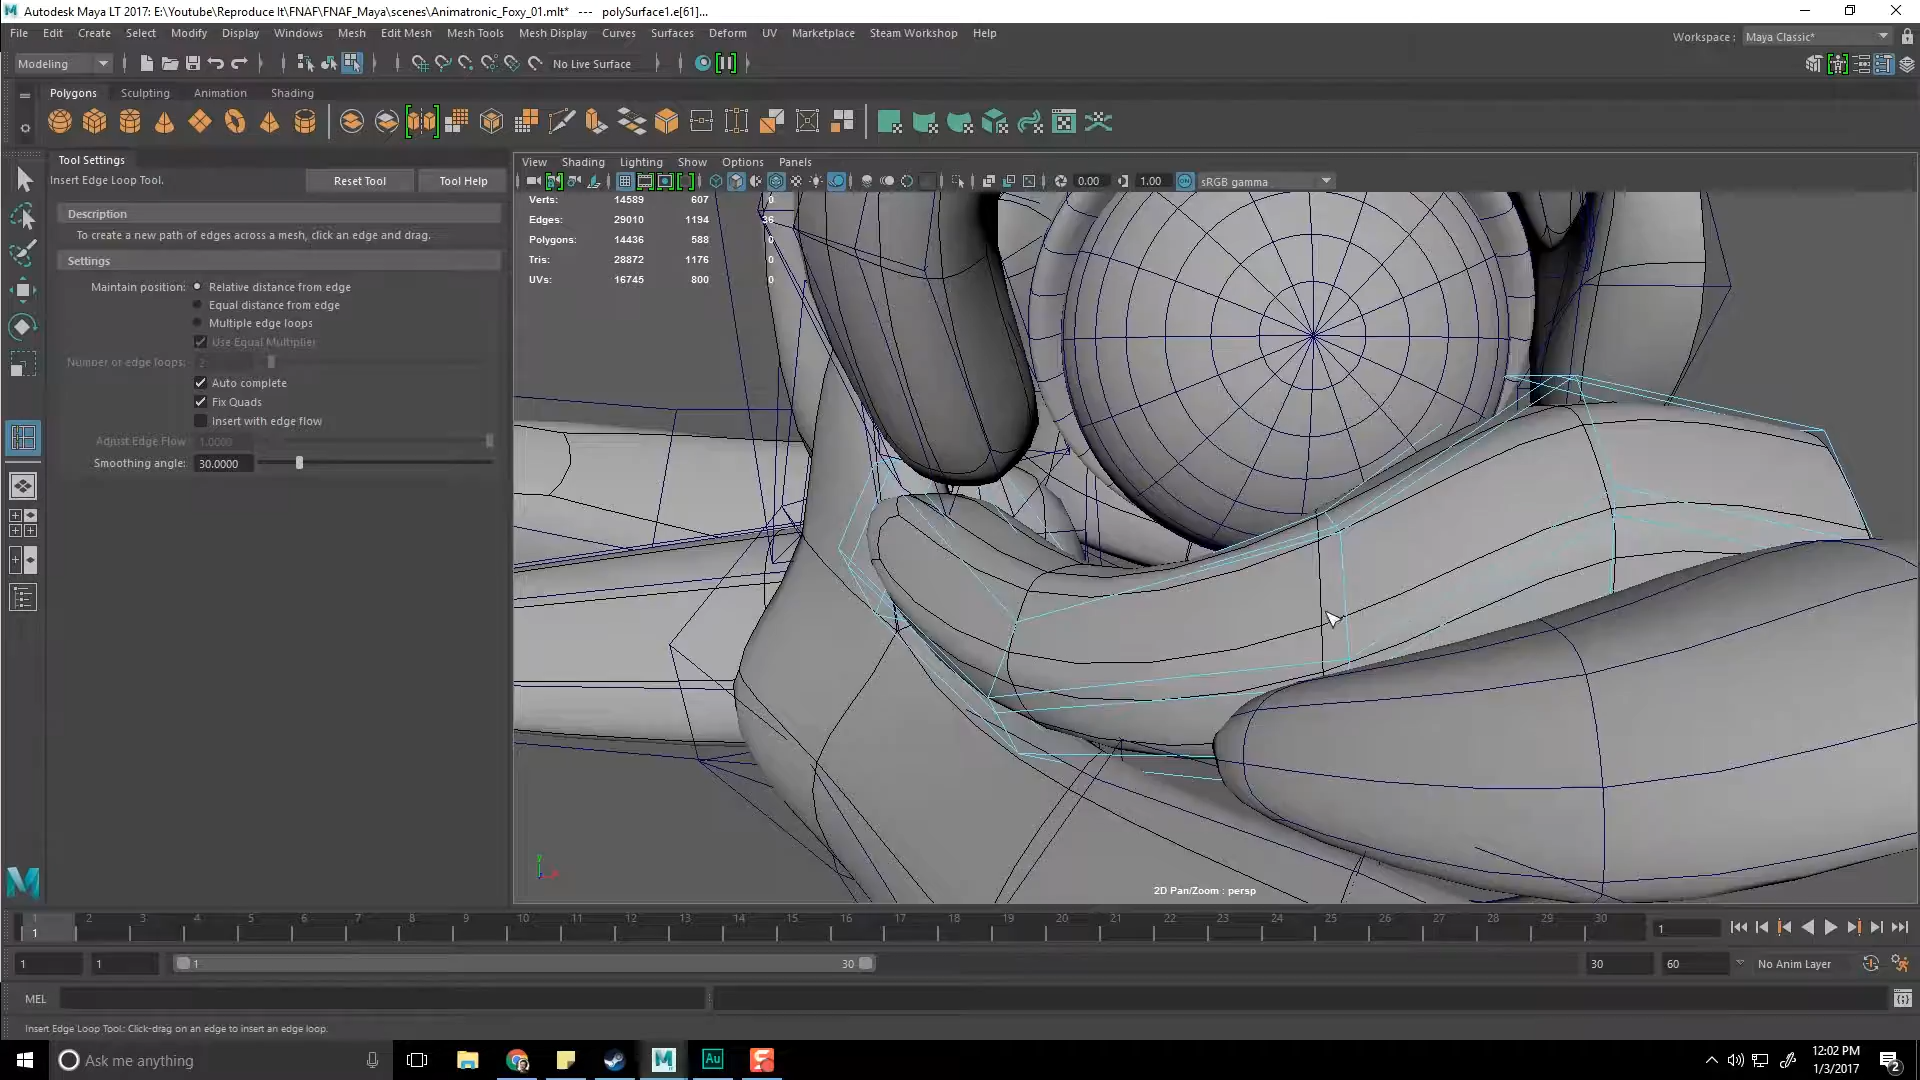 Autodesk Maya LT 2017: E:\Youtube\Reproduce It\FNAF\FNAF_Maya\scenes\Animatronic_Foxy_01.mlt*   ---   polySurface1.e[61]...
File Edit Create Select Modify Display Windows Mesh Edit Mesh Mesh Tools Mesh Display Curves Surfaces Deform UV Marketplace Steam Workshop Help
Workspace : Maya Classic*
Modeling No Live Surface
Polygons Sculpting Animation Shading
Tool Settings
Insert Edge Loop Tool. Reset Tool Tool Help
Description
To create a new path of edges across a mesh, click an edge and drag.
Settings
Maintain position: Relative distance from edge
Equal distance from edge
Multiple edge loops
Use Equal Multiplier
Number of edge loops: 2
Auto complete
Fix Quads
Insert with edge flow
Adjust Edge Flow 1.0000
Smoothing angle: 30.0000
View Shading Lighting Show Options Panels
0.00 1.00 ON sRGB gamma
Verts: 14589 607 0
Edges: 29010 1194 36
Polygons: 14436 588 0
Tris: 28872 1176 0
UVs: 16745 800 0
2D Pan/Zoom : persp
1 2 3 4 5 6 7 8 9 10 11 12 13 14 15 16 17 18 19 20 21 22 23 24 25 26 27 28 29 30
1 1
1 1 1 30 30 60 No Anim Layer
MEL
Insert Edge Loop Tool: Click-drag on an edge to insert an edge loop.
Ask me anything
Au
12:02 PM
1/3/2017
2